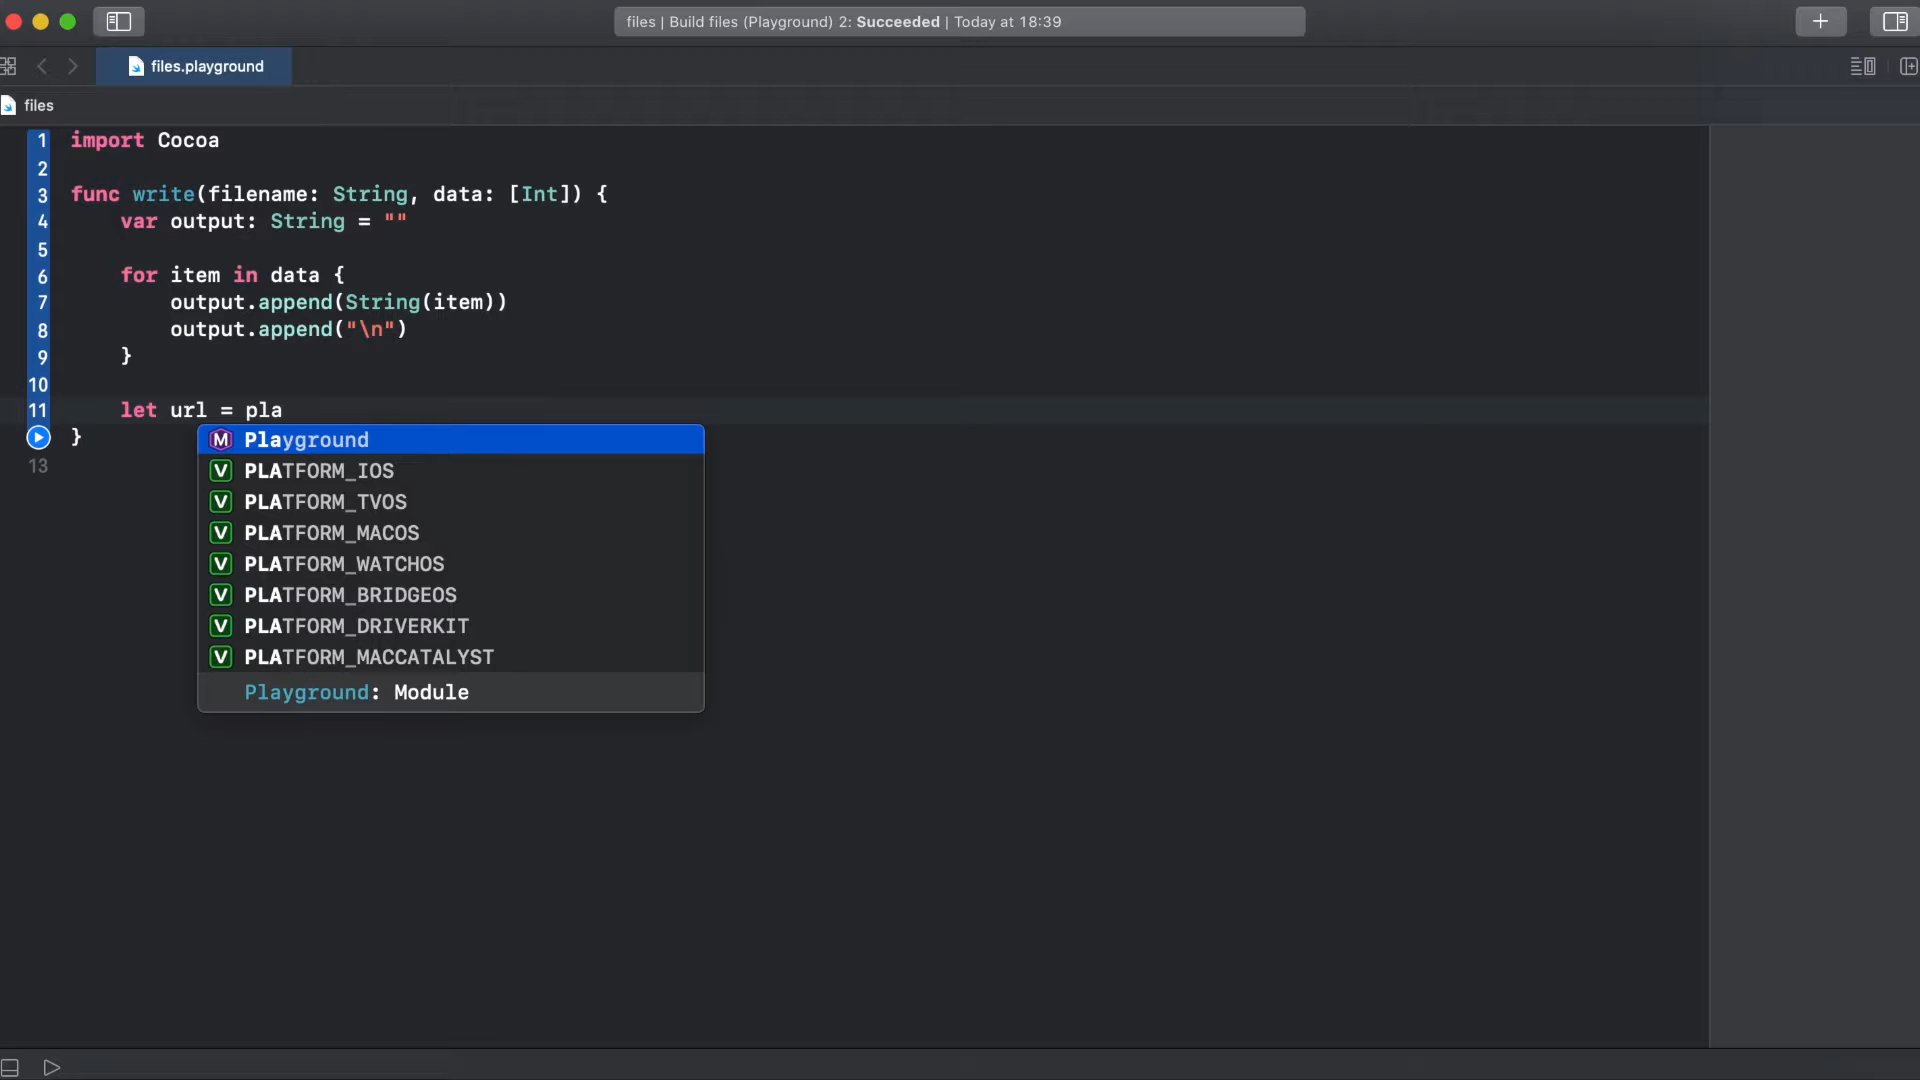 files | Build files (Playground) 2: Succeeded | Today at 18:39
files.playground
files
1 import Cocoa
2
3 func write(filename: String, data: [Int]) {
4 var output: String = ""
5
6 for item in data {
7 output.append(String(item))
8 output.append("\n")
9 }
10
11 let url = pla
}
13
M Playground
V PLATFORM_IOS
V PLATFORM_TVOS
V PLATFORM_MACOS
V PLATFORM_WATCHOS
V PLATFORM_BRIDGEOS
V PLATFORM_DRIVERKIT
V PLATFORM_MACCATALYST
Playground: Module